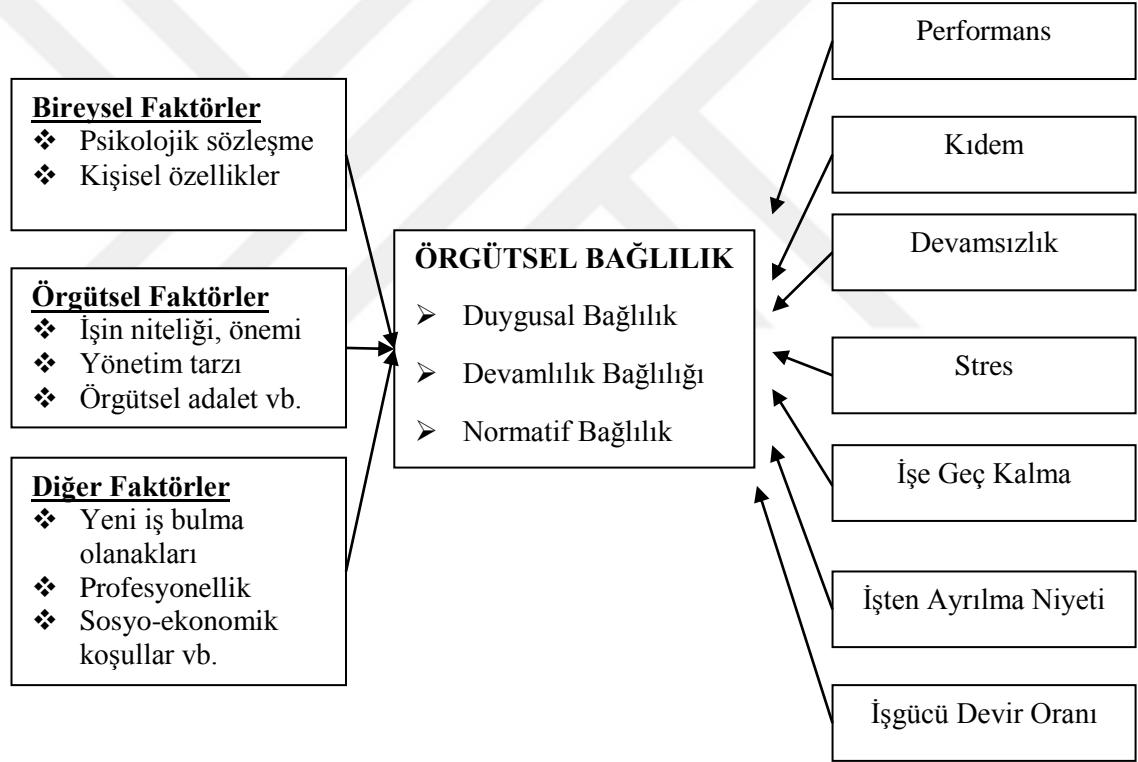 Bireysel Faktörler
❖ Psikolojik sözleşme
❖ Kişisel özellikler
Örgütsel Faktörler
❖ İşin niteliği, önemi
❖ Yönetim tarzı
❖ Örgütsel adalet vb.
Diğer Faktörler
❖ Yeni iş bulma
olanakları
❖ Profesyonellik
❖ Sosyo-ekonomik
koşullar vb.
ÖRGÜTSEL BAĞLILIK
➢ Duygusal Bağlılık
➢ Devamlılık Bağlılığı
➢ Normatif Bağlılık
Performans
Kıdem
Devamsızlık
Stres
İşe Geç Kalma
İşten Ayrılma Niyeti
İşgücü Devir Oranı